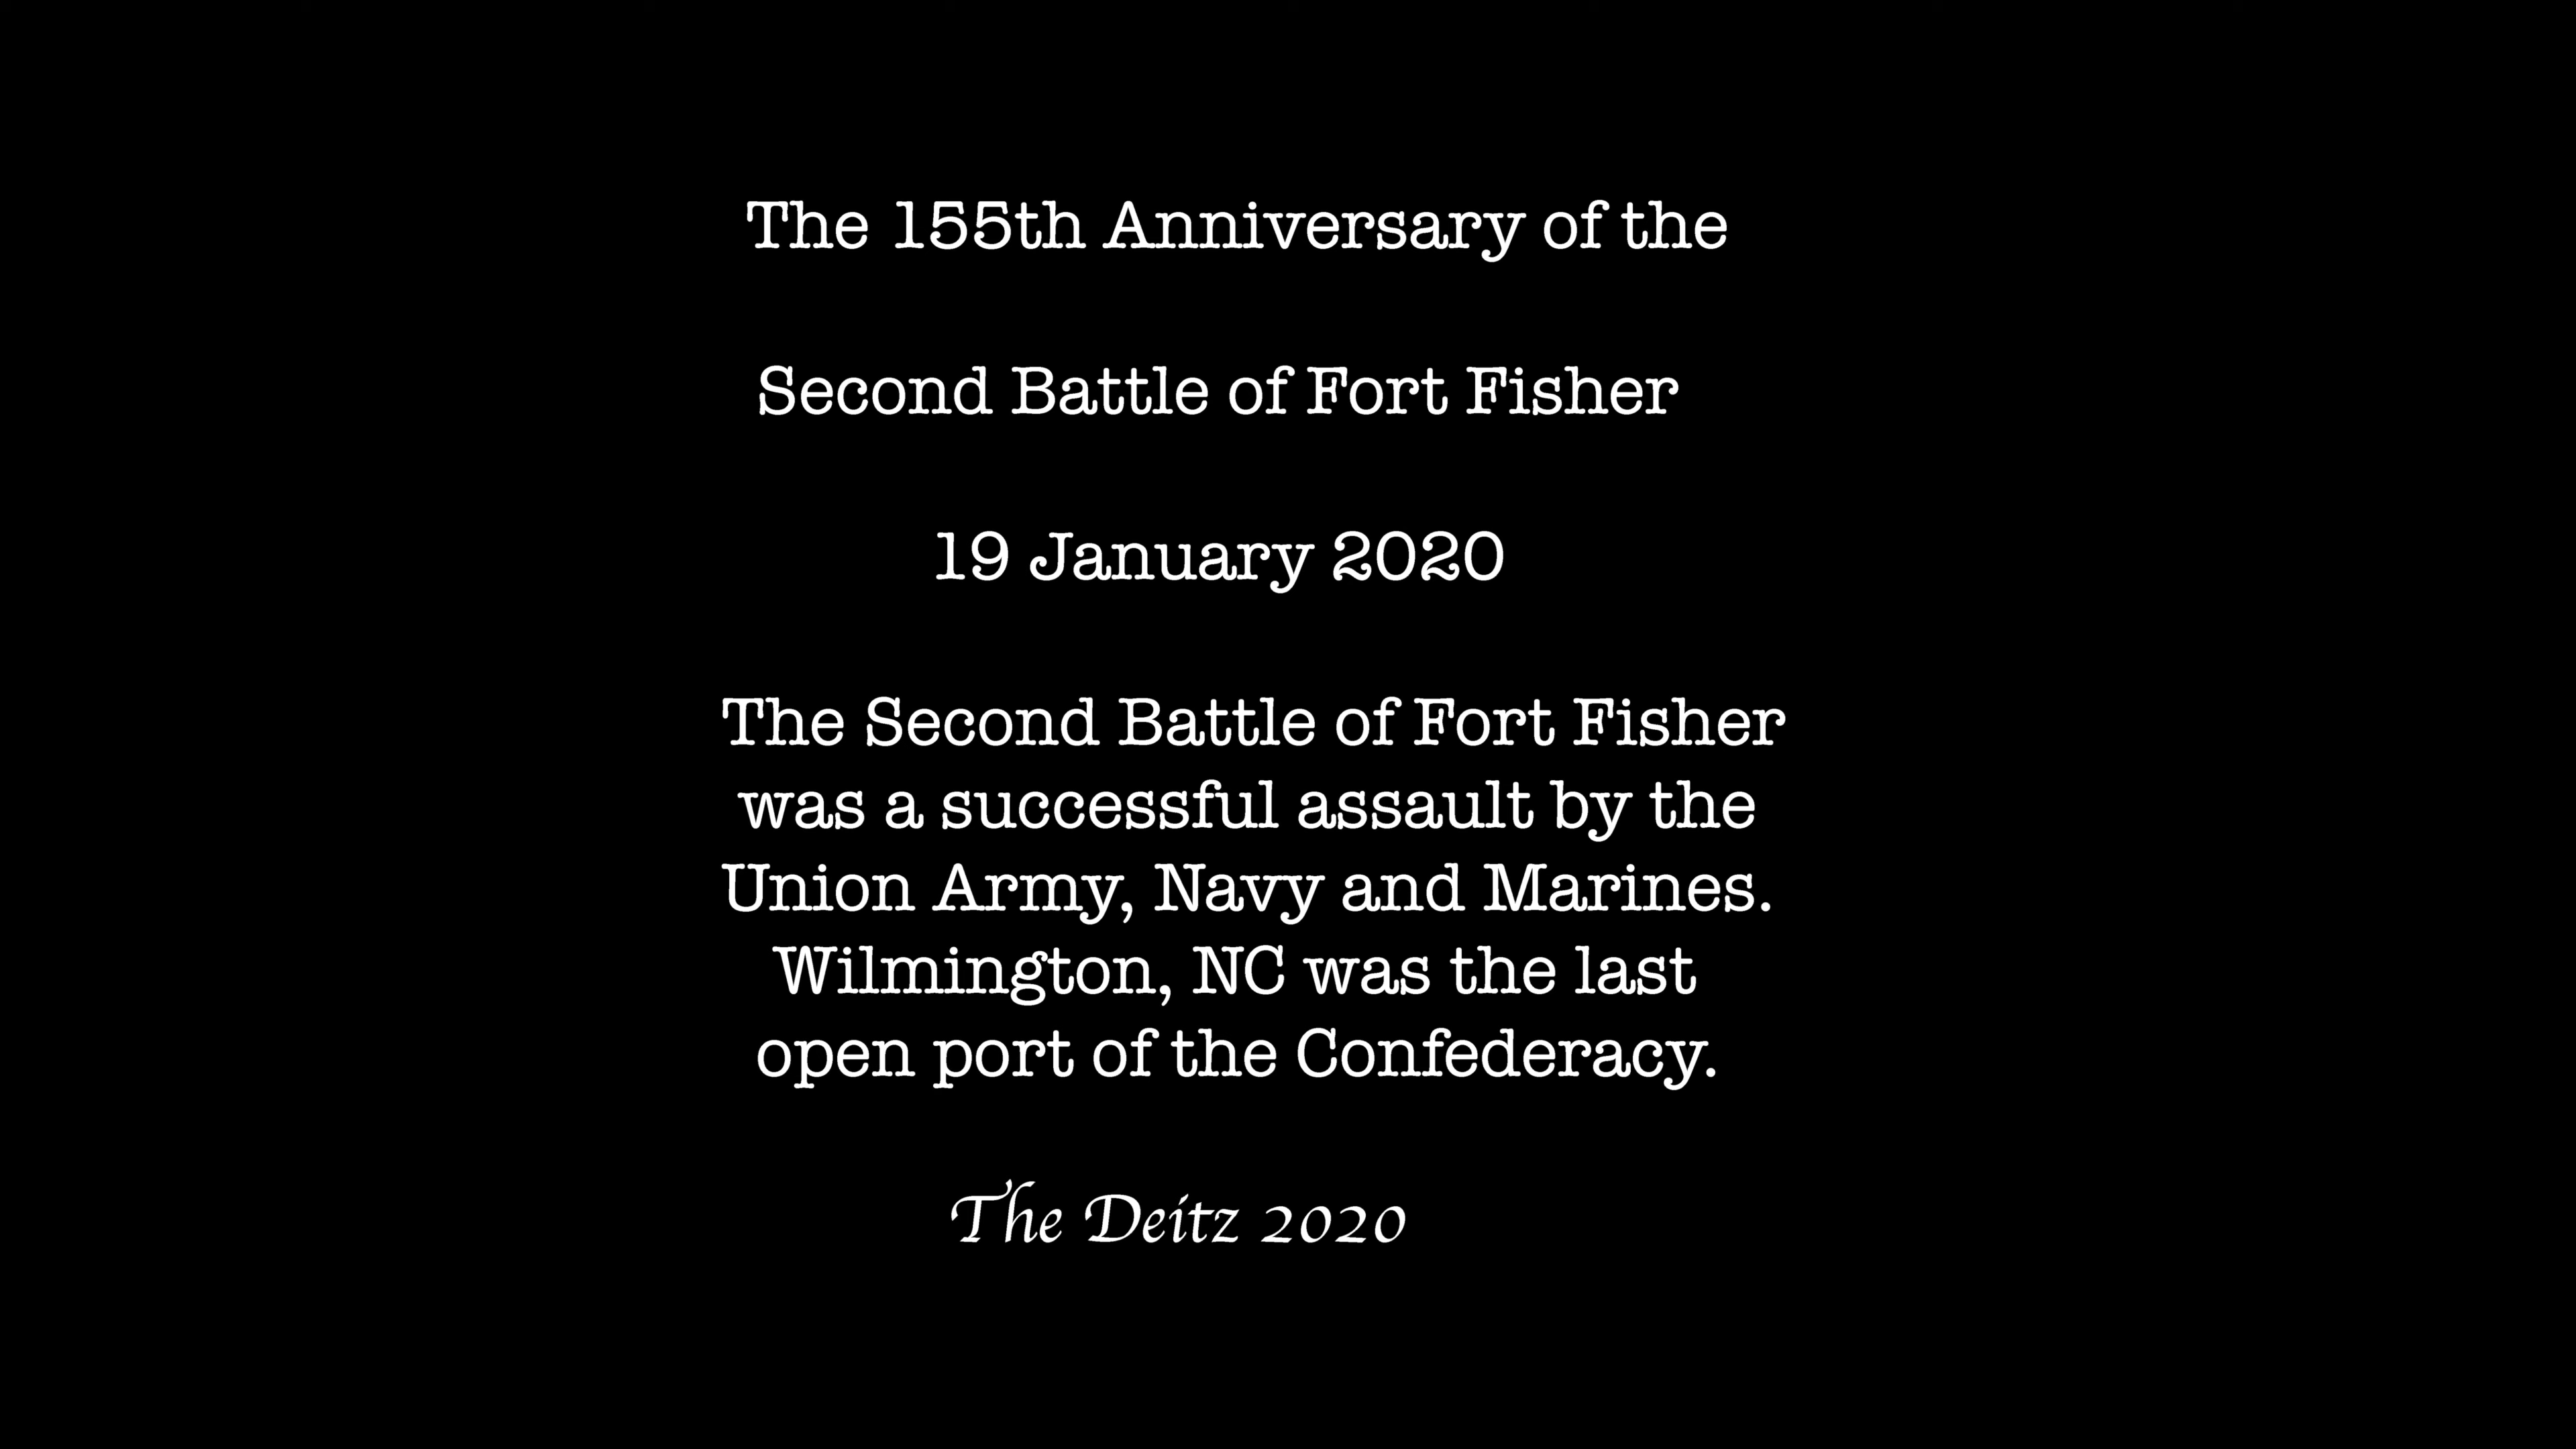 The 155th Anniversary of the
Second Battle of Fort Fisher
19 January 2020
The Second Battle of Fort Fisher
was a successful assault by the
Union Army, Navy and Marines.
Wilmington, NC was the last
open port of the Confederacy.
The Deitz 2020